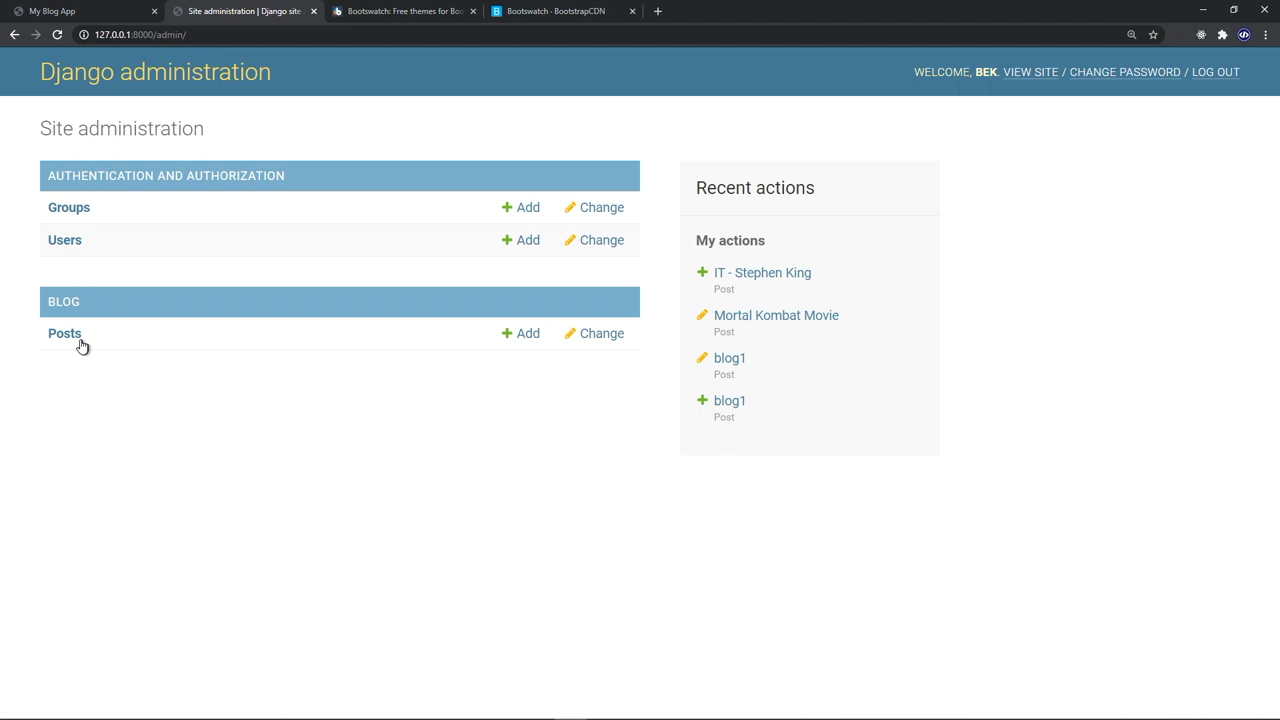 My Blog App
Site administration | Django site
Bootswatch: Free themes for Boo
Bootswatch · BootstrapCDN
127.0.0.1:8000/admin/
Django administration
WELCOME, BEK. VIEW SITE / CHANGE PASSWORD / LOG OUT
Site administration
AUTHENTICATION AND AUTHORIZATION
Groups Add Change
Users Add Change
BLOG
Posts Add Change
Recent actions
My actions
IT - Stephen King
Post
Mortal Kombat Movie
Post
blog1
Post
blog1
Post